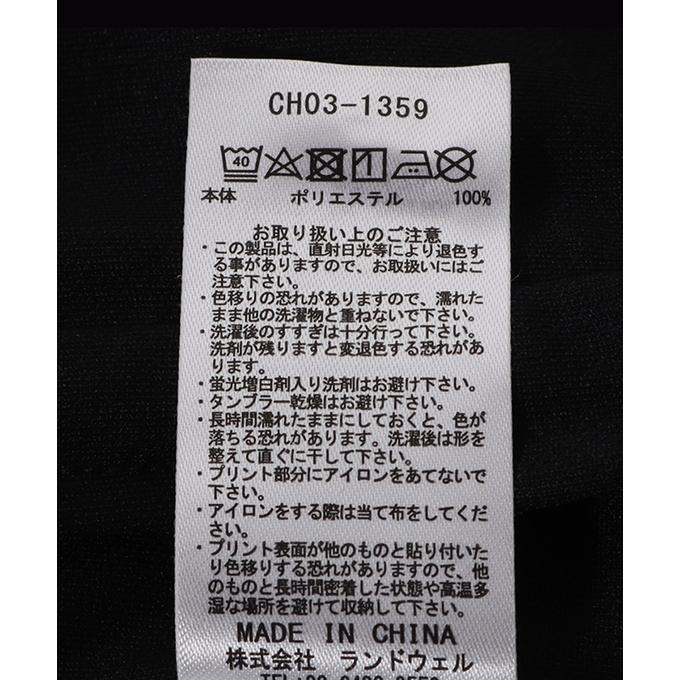 CH03-1359
40
本体 ポリエステル 100%
お取り扱い上のご注意
・この製品は、直射日光等により退色す
る事がありますので、お取扱いにはご
注意下さい。
・色移りの恐れがありますので、濡れた
まま他の洗濯物と重ねないで下さい。
・洗濯後のすすぎは十分行って下さい。
洗剤が残りますと変退色する恐れがあ
ります。
・蛍光増白剤入り洗剤はお避け下さい。
・タンブラー乾燥はお避け下さい。
・長時間濡れたままにしておくと、色が
落ちる恐れがあります。洗濯後は形を
整えて直ぐに干して下さい。
・プリント部分にアイロンをあてないで
下さい。
・アイロンをする際は当て布をしてくだ
さい。
・プリント表面が他のものと貼り付いた
り色移りする恐れがありますので、他
のものと長時間密着した状態や高温多
湿な場所を避けて収納して下さい。
MADE IN CHINA
株式会社 ランドウェル